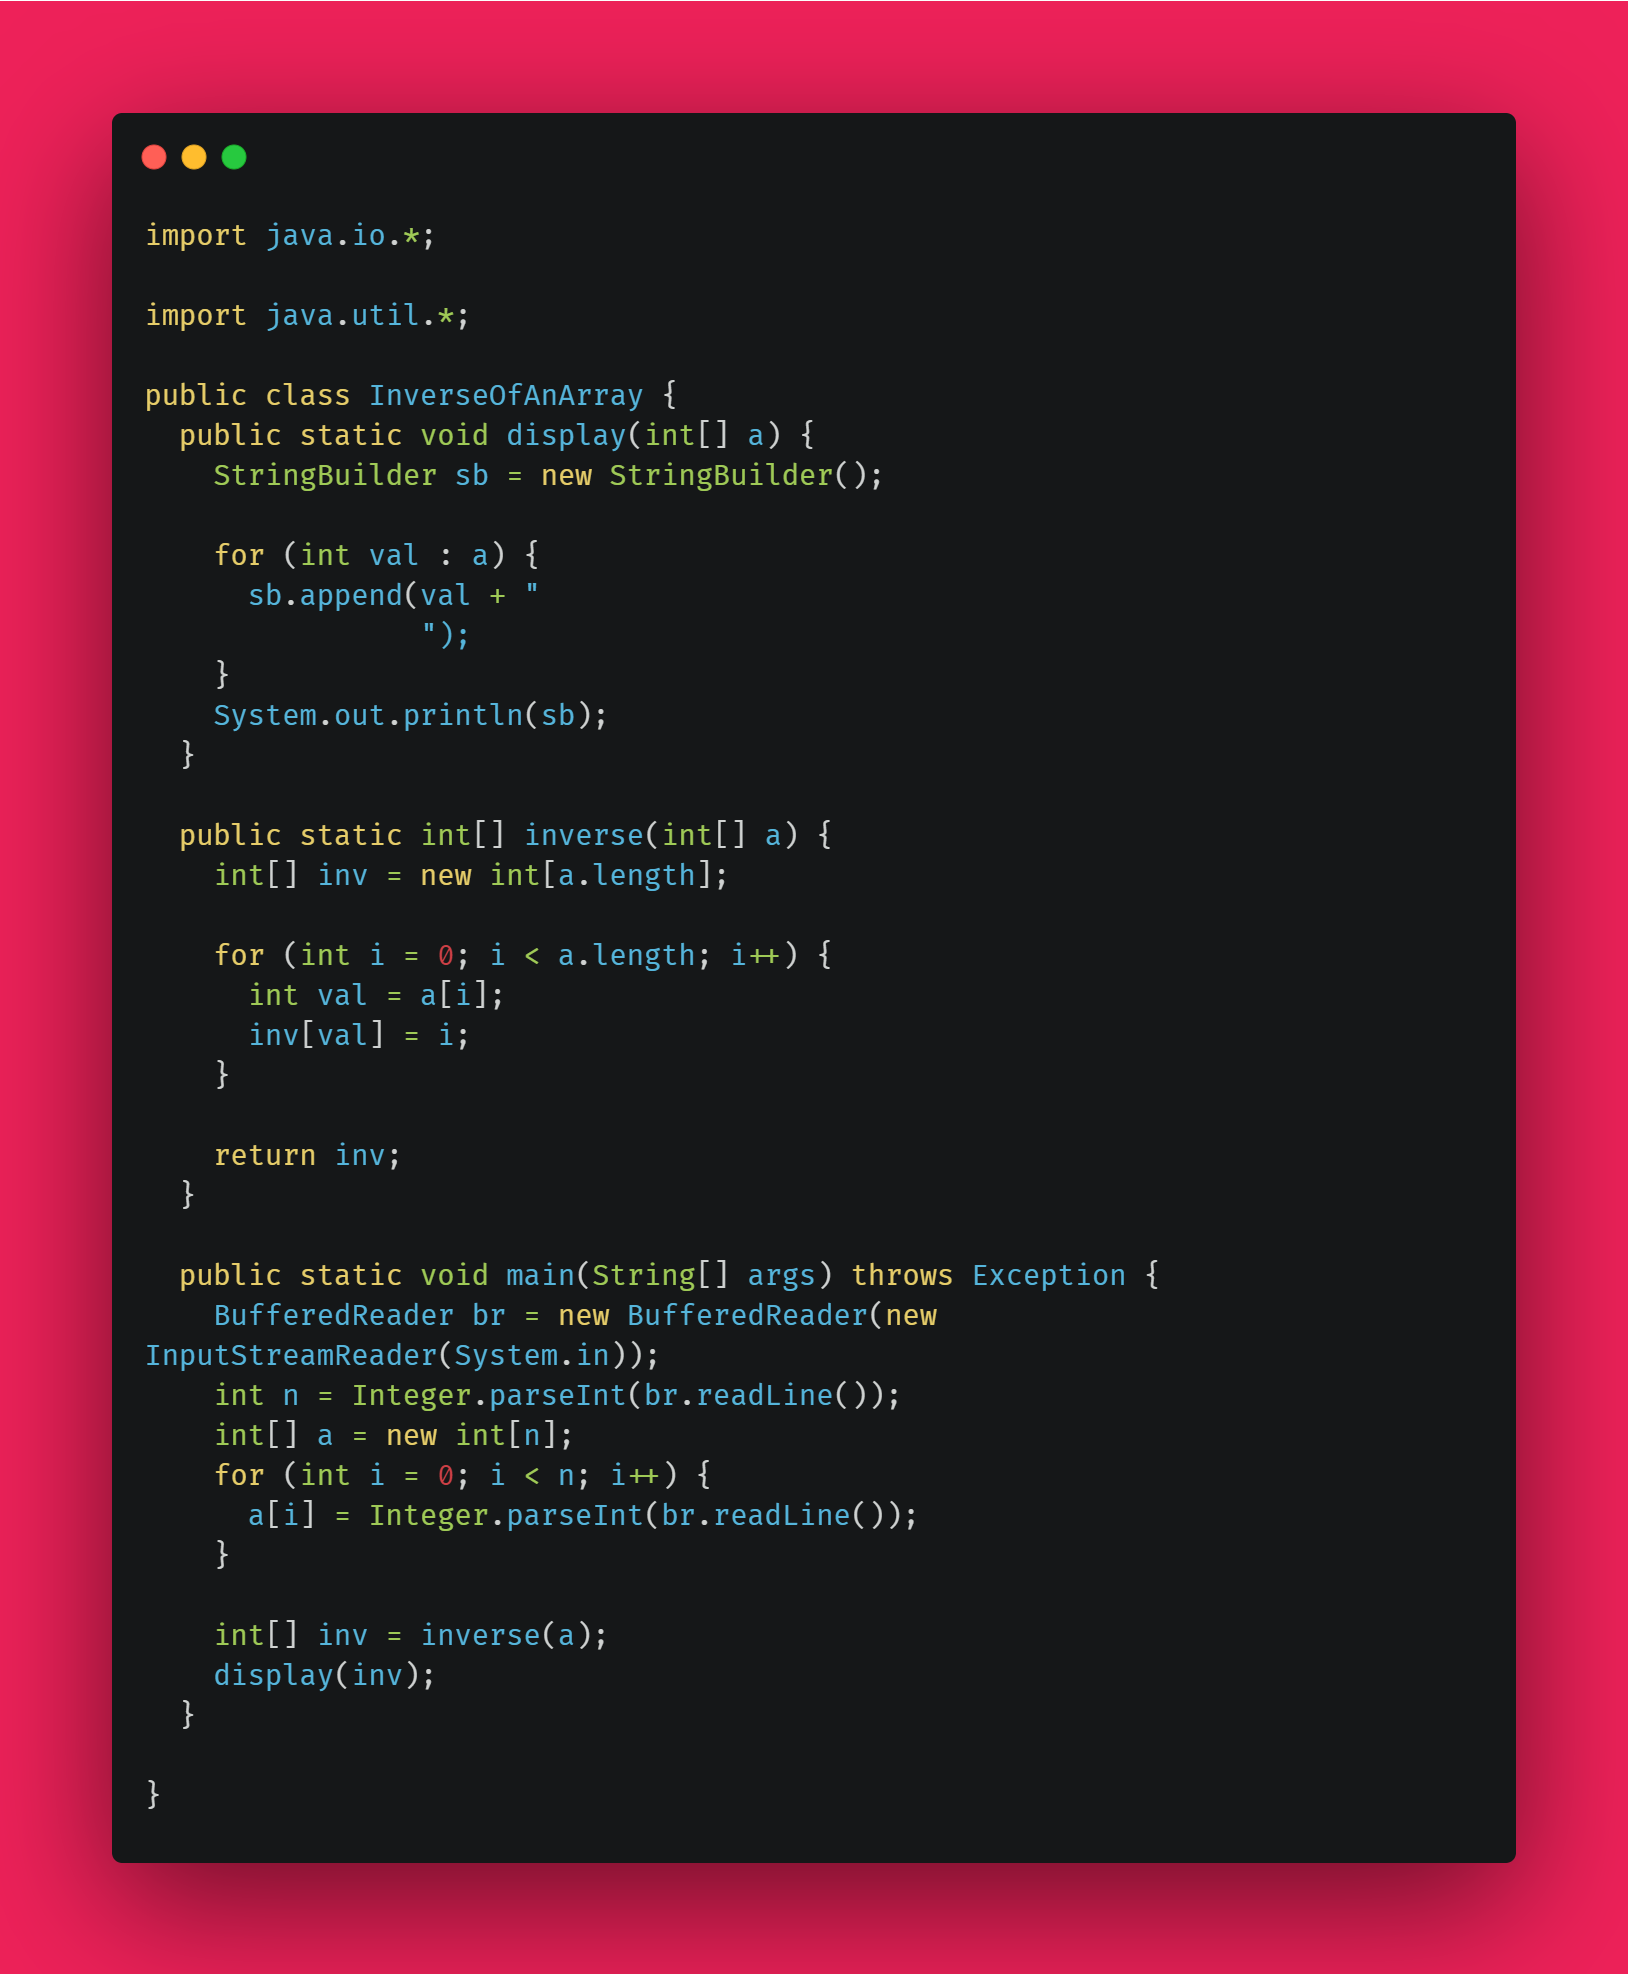 import java.io.*;

import java.util.*;

public class InverseOfAnArray {
  public static void display(int[] a) {
    StringBuilder sb = new StringBuilder();

    for (int val : a) {
      sb.append(val + "
                ");
    }
    System.out.println(sb);
  }

  public static int[] inverse(int[] a) {
    int[] inv = new int[a.length];

    for (int i = 0; i < a.length; i++) {
      int val = a[i];
      inv[val] = i;
    }

    return inv;
  }

  public static void main(String[] args) throws Exception {
    BufferedReader br = new BufferedReader(new
InputStreamReader(System.in));
    int n = Integer.parseInt(br.readLine());
    int[] a = new int[n];
    for (int i = 0; i < n; i++) {
      a[i] = Integer.parseInt(br.readLine());
    }

    int[] inv = inverse(a);
    display(inv);
  }

}